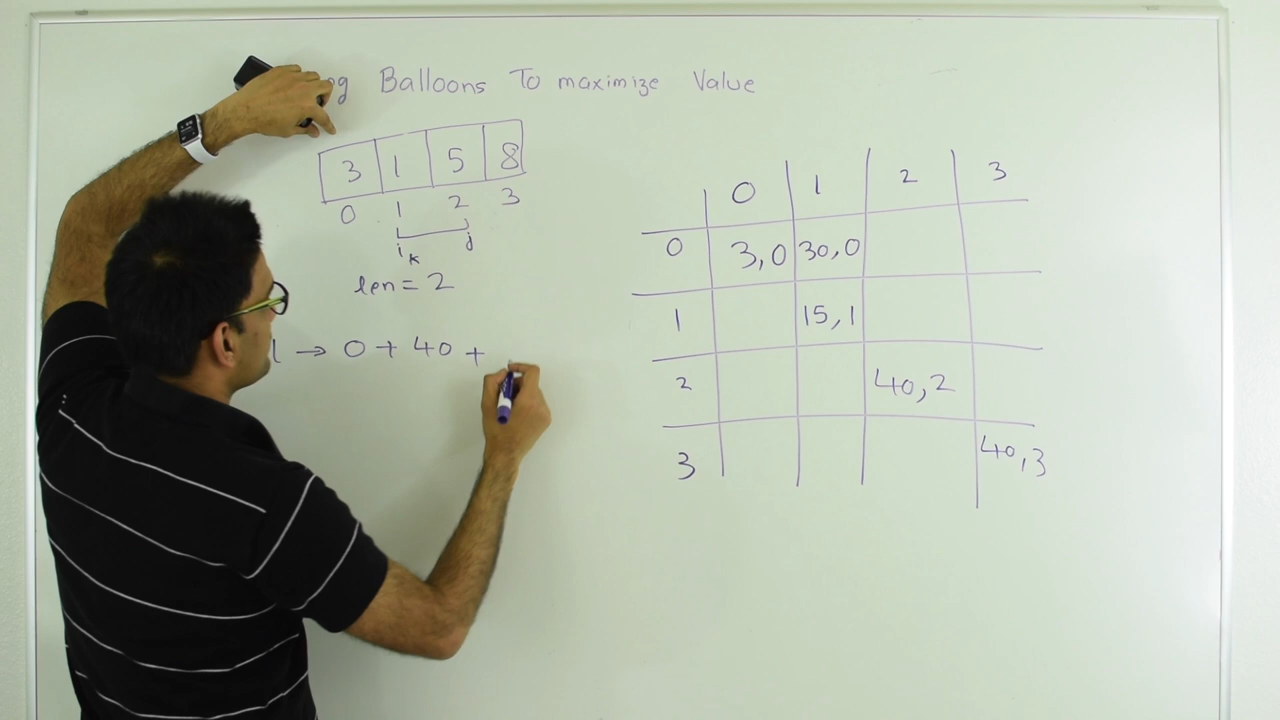 Balloons To maximize Value
3 1 5 8
0 1 2 3
i k j
len = 2
→ 0 + 40 +
0 1 2 3
0 3,0 30,0
1 15,1
2 40,2
3 40,3